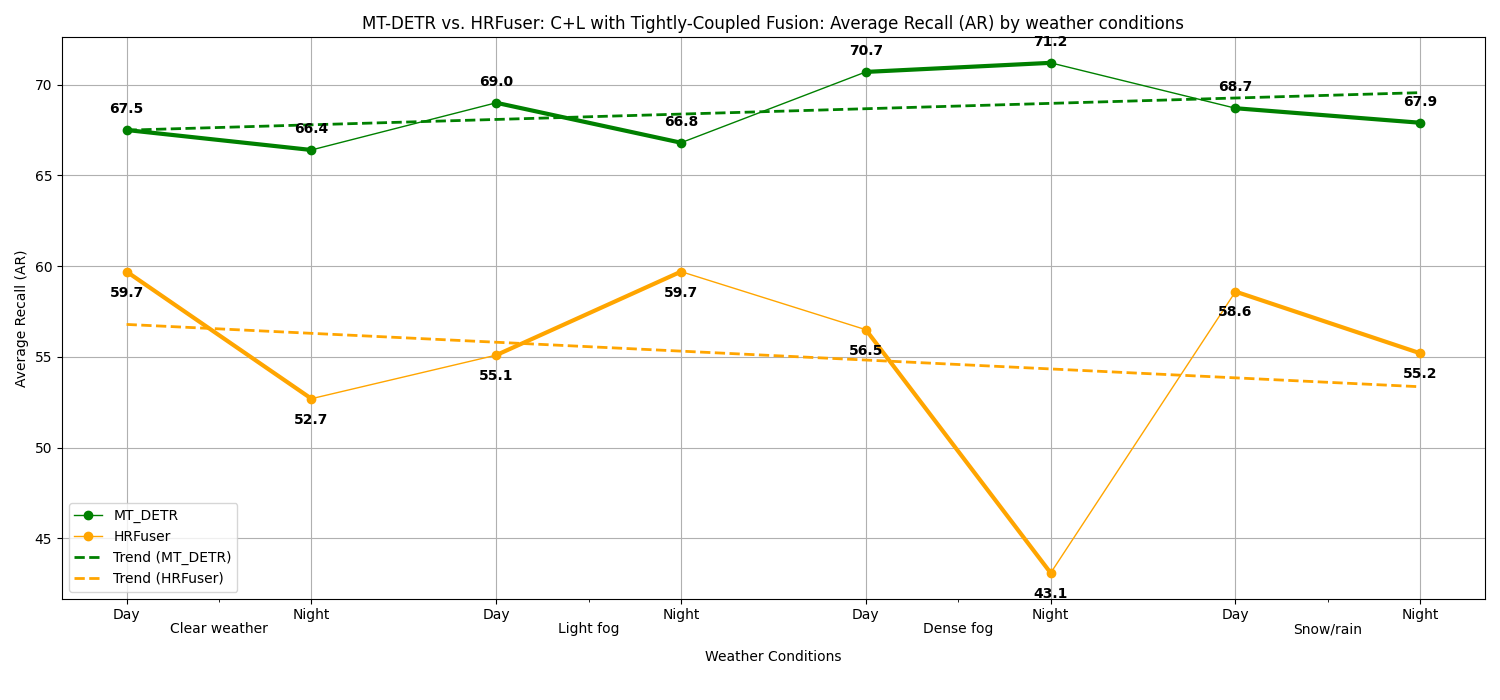 MT-DETR vs. HRFuser: C+L with Tightly-Coupled Fusion: Average Recall (AR) by weather conditions
Average Recall (AR)
70
65
60
55
50
45
67.5
66.4
69.0
66.8
70.7
71.2
68.7
67.9
59.7
52.7
55.1
59.7
56.5
43.1
58.6
55.2
MT_DETR
HRFuser
Trend (MT_DETR)
Trend (HRFuser)
Day Night Day Night Day Night Day Night
Clear weather Light fog Dense fog Snow/rain
Weather Conditions